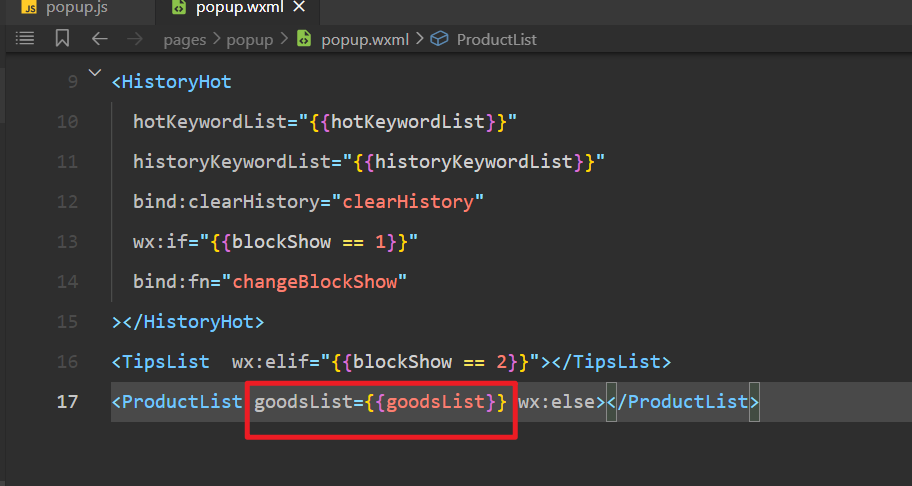 JS popup.js popup.wxml ×
pages > popup > popup.wxml > ProductList
9 <HistoryHot
10 hotKeywordList="{{hotKeywordList}}"
11 historyKeywordList="{{historyKeywordList}}"
12 bind:clearHistory="clearHistory"
13 wx:if="{{blockShow == 1}}"
14 bind:fn="changeBlockShow"
15 ></HistoryHot>
16 <TipsList  wx:elif="{{blockShow == 2}}"></TipsList>
17 <ProductList goodsList={{goodsList}} wx:else></ProductList>